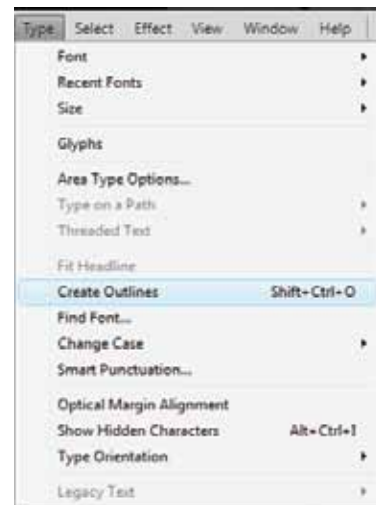 Type Select Effect View Window Help
Font
Recent Fonts
Size
Glyphs
Area Type Options...
Type on a Path
Threaded Text
Fit Headline
Create Outlines Shift+Ctrl+O
Find Font...
Change Case
Smart Punctuation...
Optical Margin Alignment
Show Hidden Characters Alt+Ctrl+I
Type Orientation
Legacy Text